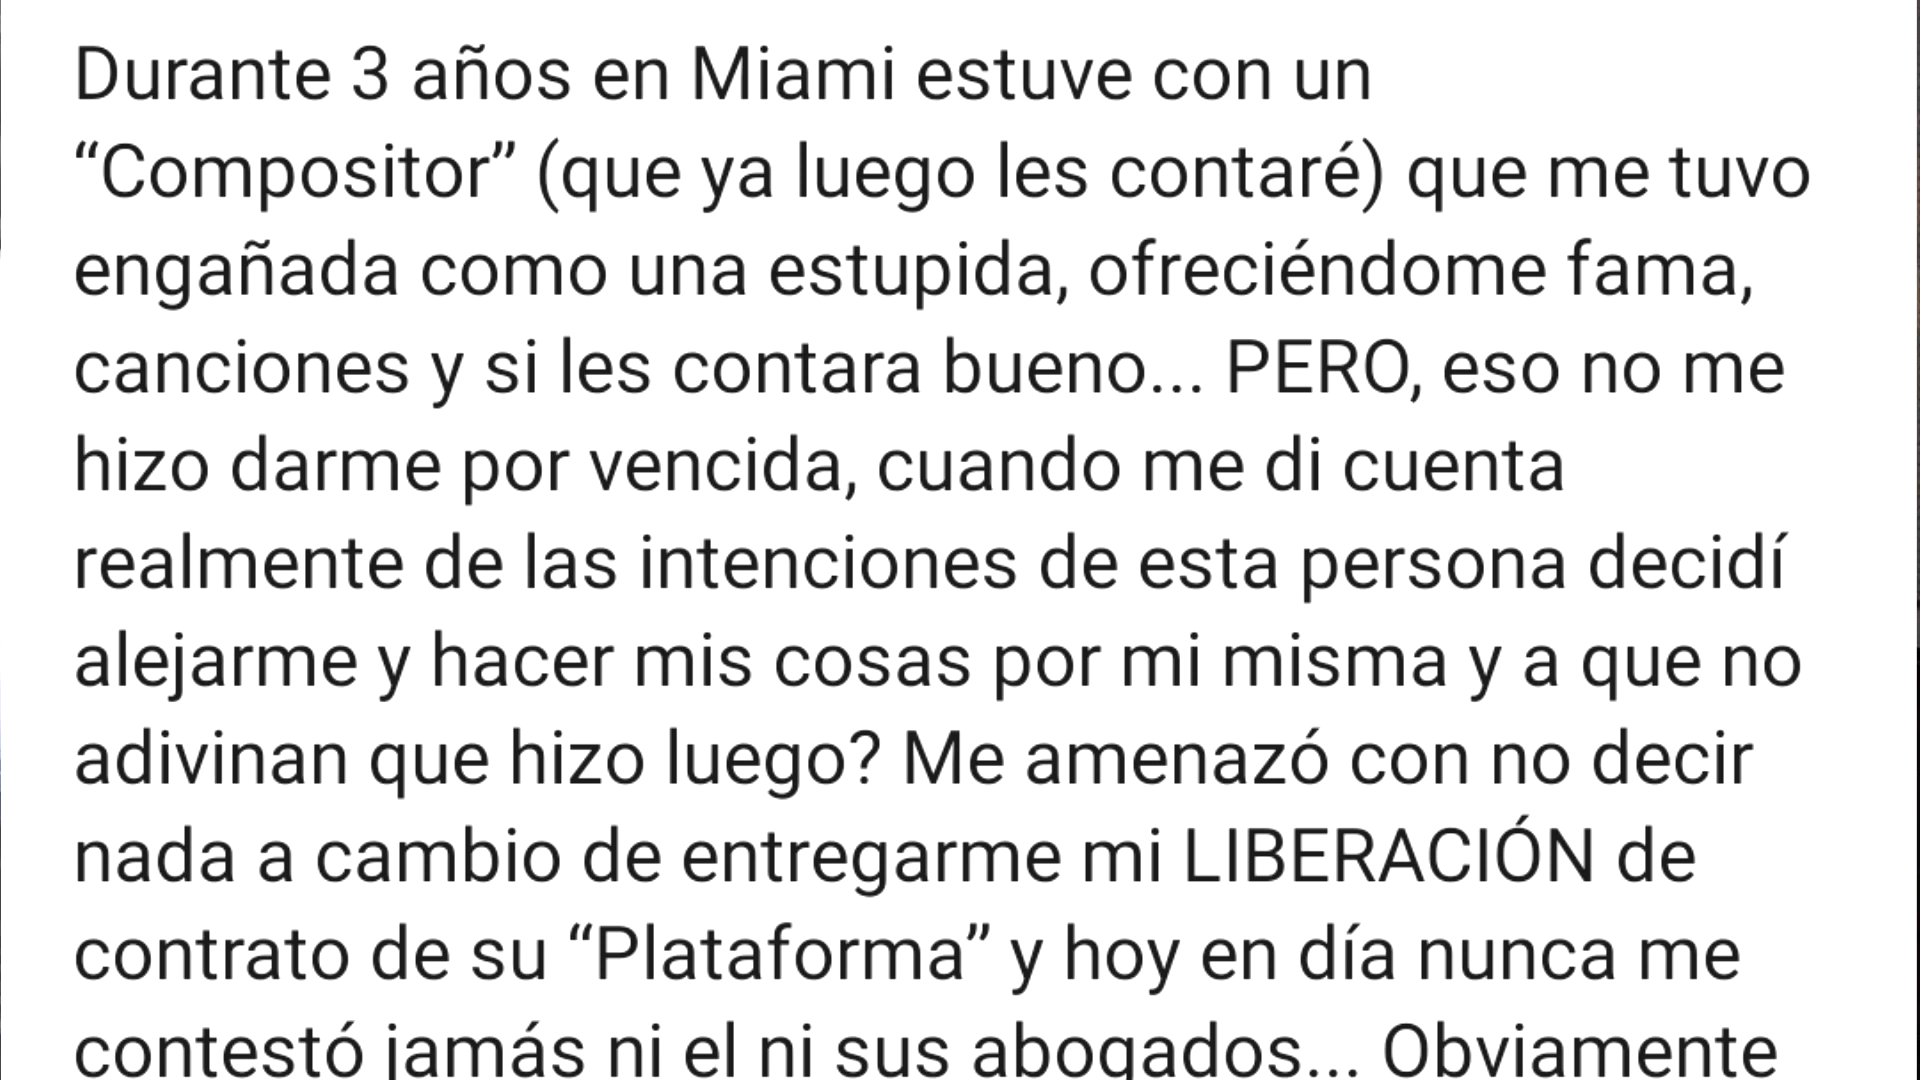 Durante 3 años en Miami estuve con un
“Compositor” (que ya luego les contaré) que me tuvo
engañada como una estupida, ofreciéndome fama,
canciones y si les contara bueno... PERO, eso no me
hizo darme por vencida, cuando me di cuenta
realmente de las intenciones de esta persona decidí
alejarme y hacer mis cosas por mi misma y a que no
adivinan que hizo luego? Me amenazó con no decir
nada a cambio de entregarme mi LIBERACIÓN de
contrato de su “Plataforma” y hoy en día nunca me
contestó jamás ni el ni sus abogados... Obviamente